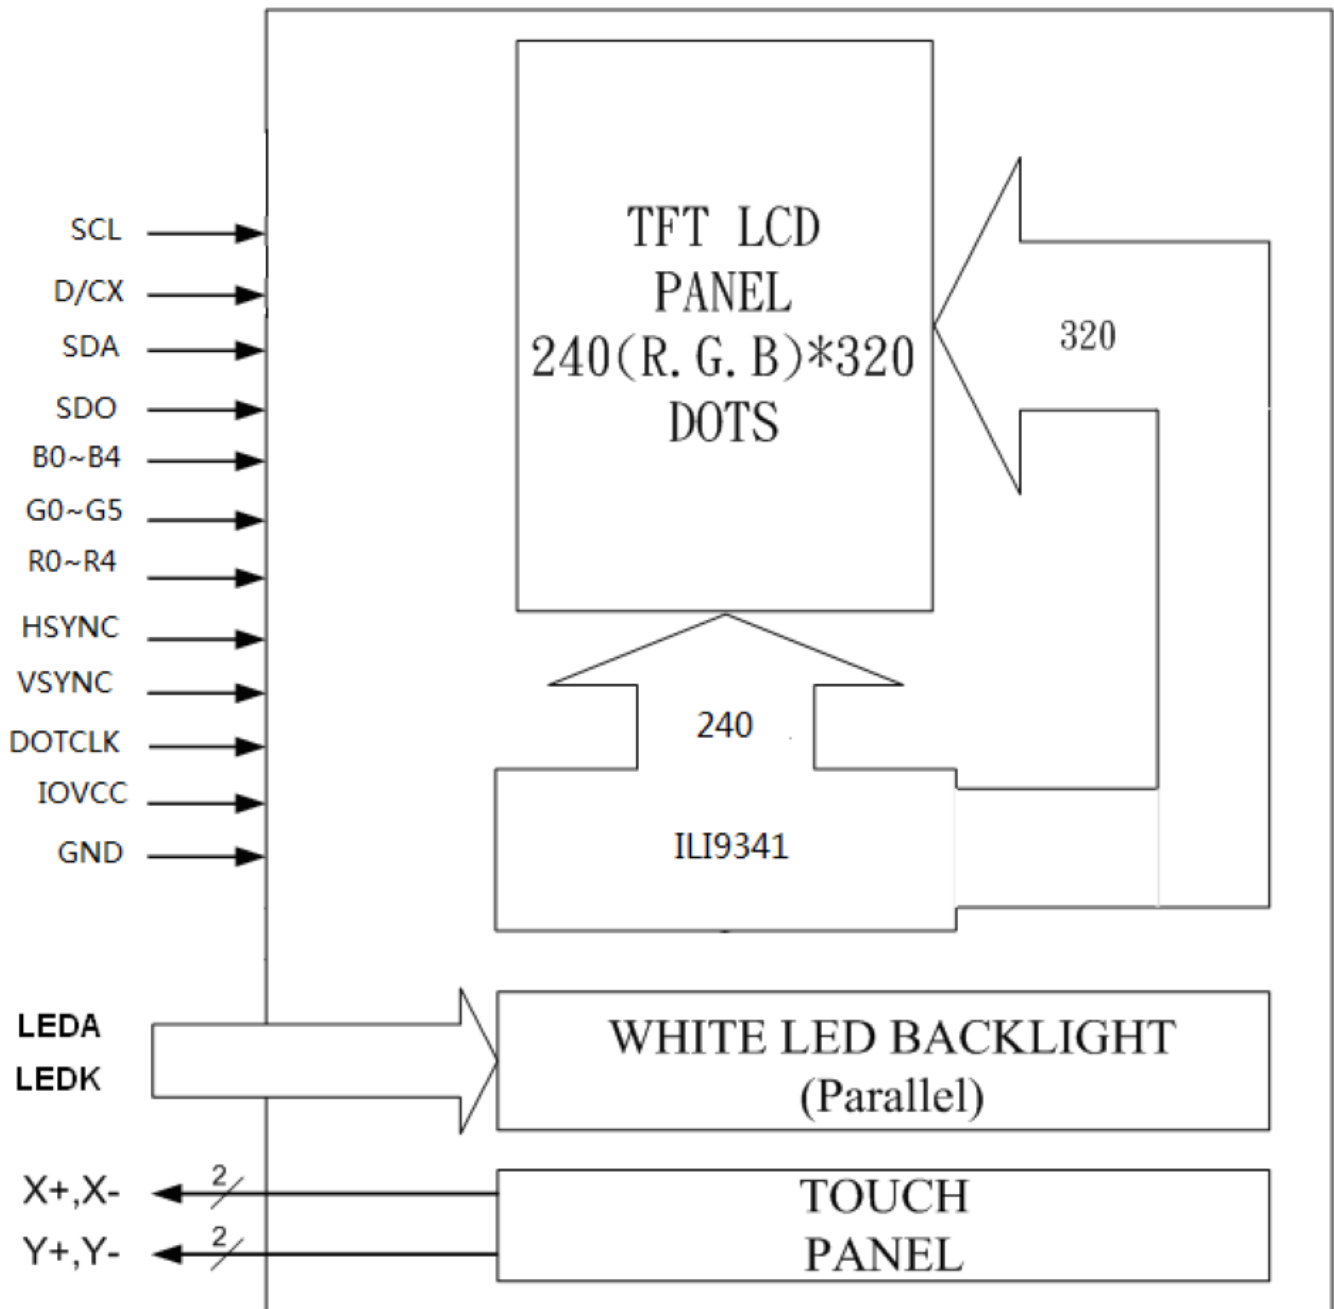 TFT LCD
PANEL
240(R.G.B)*320
DOTS
320
240
ILI9341
SCL
D/CX
SDA
SDO
B0~B4
G0~G5
R0~R4
HSYNC
VSYNC
DOTCLK
IOVCC
GND
LEDA
LEDK
WHITE LED BACKLIGHT
(Parallel)
X+,X-
2
Y+,Y-
2
TOUCH
PANEL